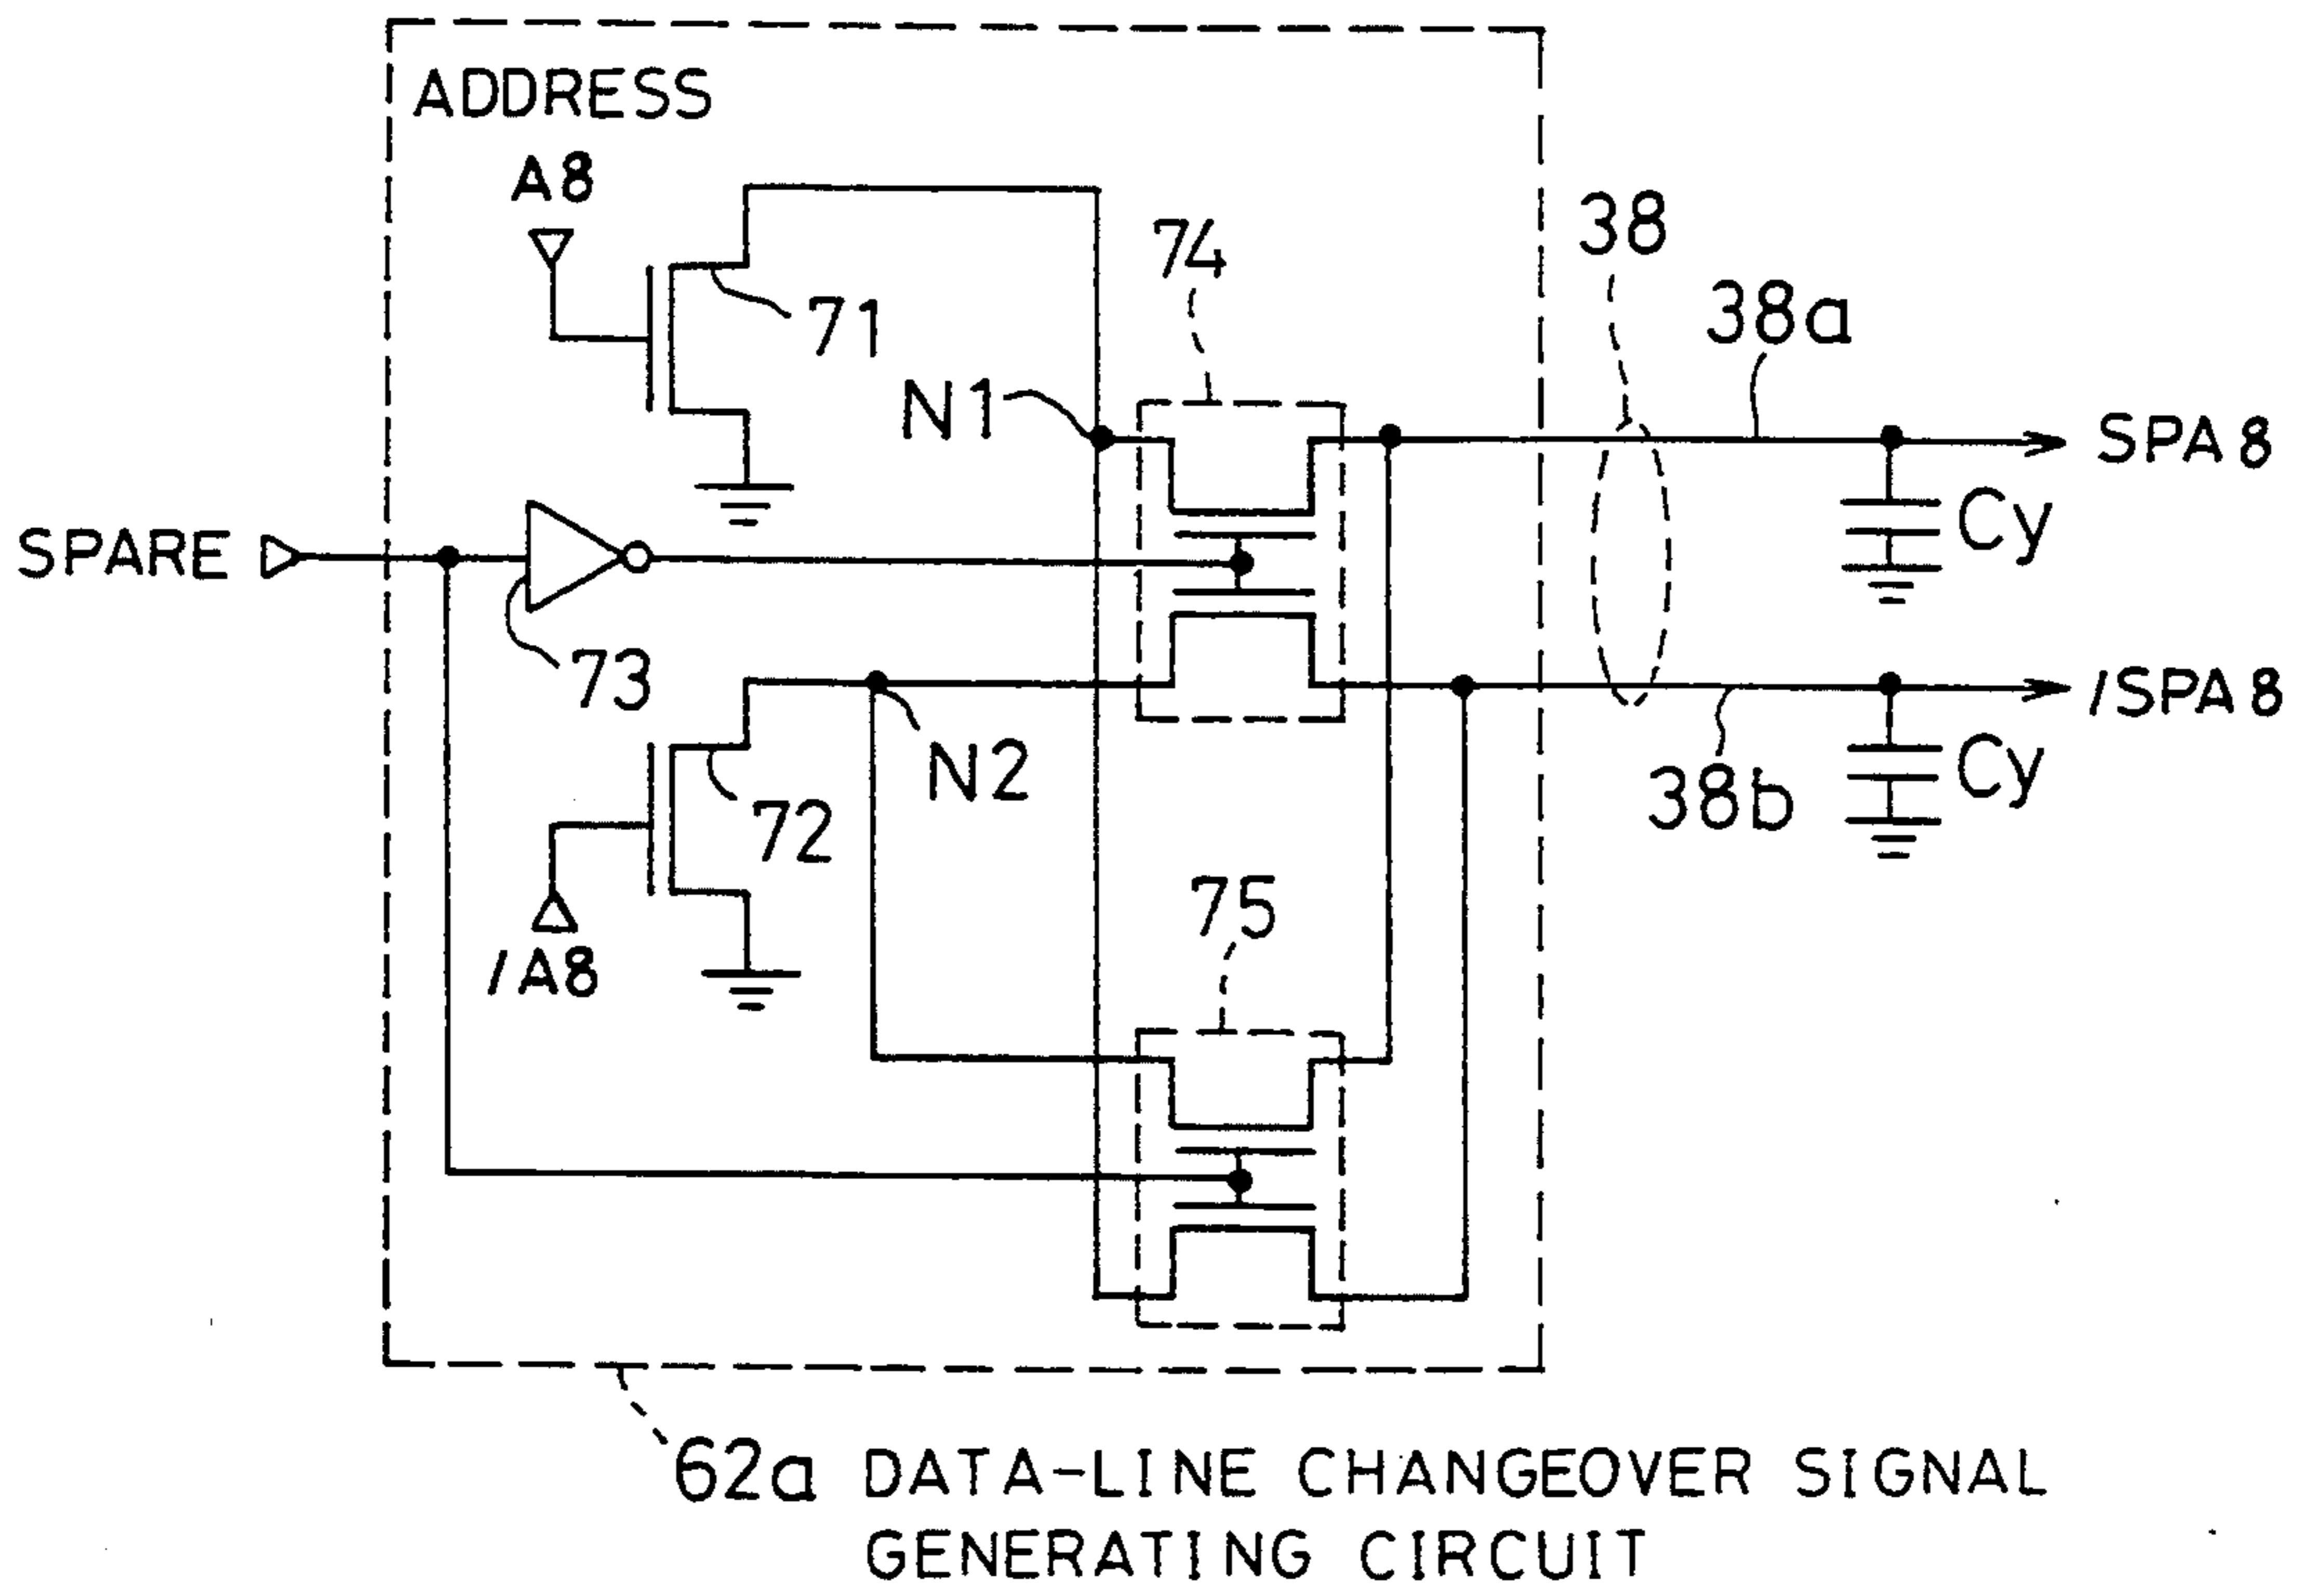 ADDRESS
A8
71
74
38
38a
N1
SPA8
Cy
SPARE
73
N2
/SPA8
Cy
38b
72
/A8
75
62a DATA-LINE CHANGEOVER SIGNAL
GENERATING CIRCUIT